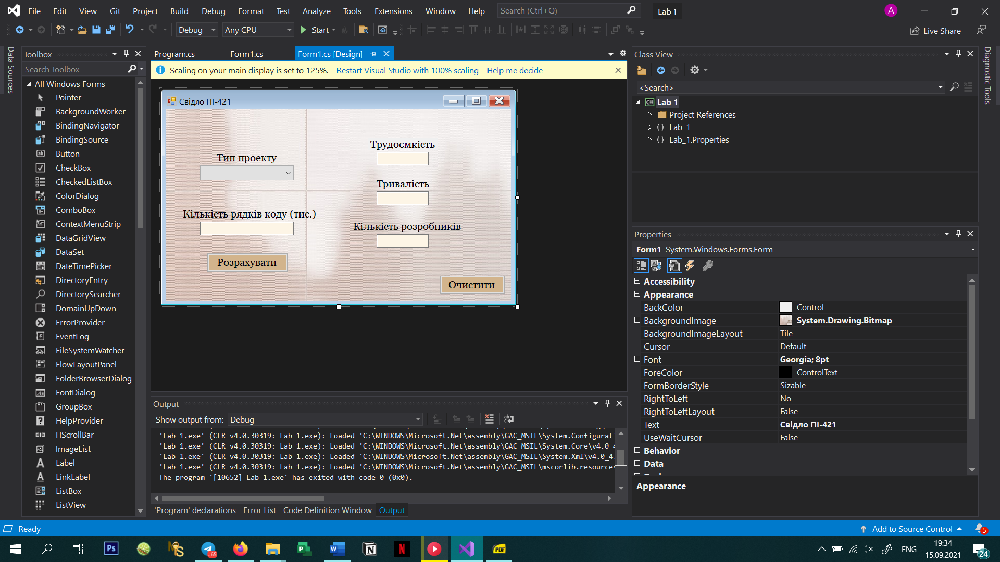 File Edit View Git Project Build Debug Format Test Analyze Tools Extensions Window Help Search (Ctrl+Q) Lab 1 A
Debug Any CPU Start Live Share
Data Sources
Toolbox
Search Toolbox
All Windows Forms
Pointer
BackgroundWorker
BindingNavigator
BindingSource
Button
CheckBox
CheckedListBox
ColorDialog
ComboBox
ContextMenuStrip
DataGridView
DataSet
DateTimePicker
DirectoryEntry
DirectorySearcher
DomainUpDown
ErrorProvider
EventLog
FileSystemWatcher
FlowLayoutPanel
FolderBrowserDialog
FontDialog
GroupBox
HelpProvider
HScrollBar
ImageList
Label
LinkLabel
ListBox
ListView
Program.cs Form1.cs Form1.cs [Design]
Scaling on your main display is set to 125%. Restart Visual Studio with 100% scaling Help me decide
Свідло ПІ-421
Тип проекту
Кількість рядків коду (тис.)
Розрахувати
Трудоємкість
Тривалість
Кількість розробників
Очистити
Output
Show output from: Debug
'Lab 1.exe' (CLR v4.0.30319: Lab 1.exe): Loaded 'C:\WINDOWS\Microsoft.Net\assembly\GAC_MSIL\System.Configurati
'Lab 1.exe' (CLR v4.0.30319: Lab 1.exe): Loaded 'C:\WINDOWS\Microsoft.Net\assembly\GAC_MSIL\System.Core\v4.0_4
'Lab 1.exe' (CLR v4.0.30319: Lab 1.exe): Loaded 'C:\WINDOWS\Microsoft.Net\assembly\GAC_MSIL\System.Xml\v4.0_4.
'Lab 1.exe' (CLR v4.0.30319: Lab 1.exe): Loaded 'C:\WINDOWS\Microsoft.Net\assembly\GAC_MSIL\mscorlib.resources
The program '[10652] Lab 1.exe' has exited with code 0 (0x0).
'Program' declarations Error List Code Definition Window Output
Class View
<Search>
C# Lab 1
Project References
{ } Lab_1
{ } Lab_1.Properties
Diagnostic Tools
Properties
Form1 System.Windows.Forms.Form
Accessibility
Appearance
BackColor Control
BackgroundImage System.Drawing.Bitmap
BackgroundImageLayout Tile
Cursor Default
Font Georgia; 8pt
ForeColor ControlText
FormBorderStyle Sizable
RightToLeft No
RightToLeftLayout False
Text Свідло ПІ-421
UseWaitCursor False
Behavior
Data
Appearance
Ready Add to Source Control 5
Ps MS 65 P W N N PDF ENG 19:34
15.09.2021 24